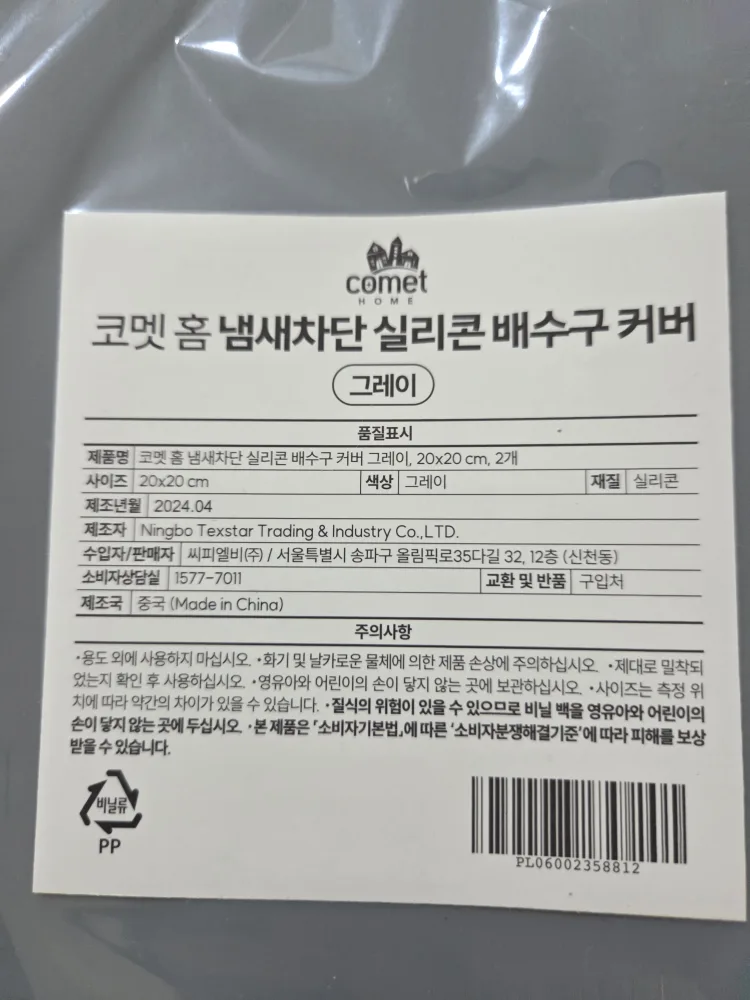 comet
HOME
코멧 홈 냄새차단 실리콘 배수구 커버
그레이
품질표시
제품명 코멧 홈 냄새차단 실리콘 배수구 커버 그레이, 20x20 cm, 2개
사이즈 20x20 cm 색상 그레이 재질 실리콘
제조년월 2024.04
제조자 Ningbo Texstar Trading & Industry Co.,LTD.
수입자/판매자 씨피엘비(주) / 서울특별시 송파구 올림픽로35다길 32, 12층 (신천동)
소비자상담실 1577-7011 교환 및 반품 구입처
제조국 중국 (Made in China)
주의사항
•용도 외에 사용하지 마십시오. •화기 및 날카로운 물체에 의한 제품 손상에 주의하십시오. •제대로 밀착되
었는지 확인 후 사용하십시오. •영유아와 어린이의 손이 닿지 않는 곳에 보관하십시오. •사이즈는 측정 위
치에 따라 약간의 차이가 있을 수 있습니다. •질식의 위험이 있을 수 있으므로 비닐 백을 영유아와 어린이의
손이 닿지 않는 곳에 두십시오. •본 제품은 「소비자기본법」에 따른 '소비자분쟁해결기준'에 따라 피해를 보상
받을 수 있습니다.
비닐류
PP
PL06002358812